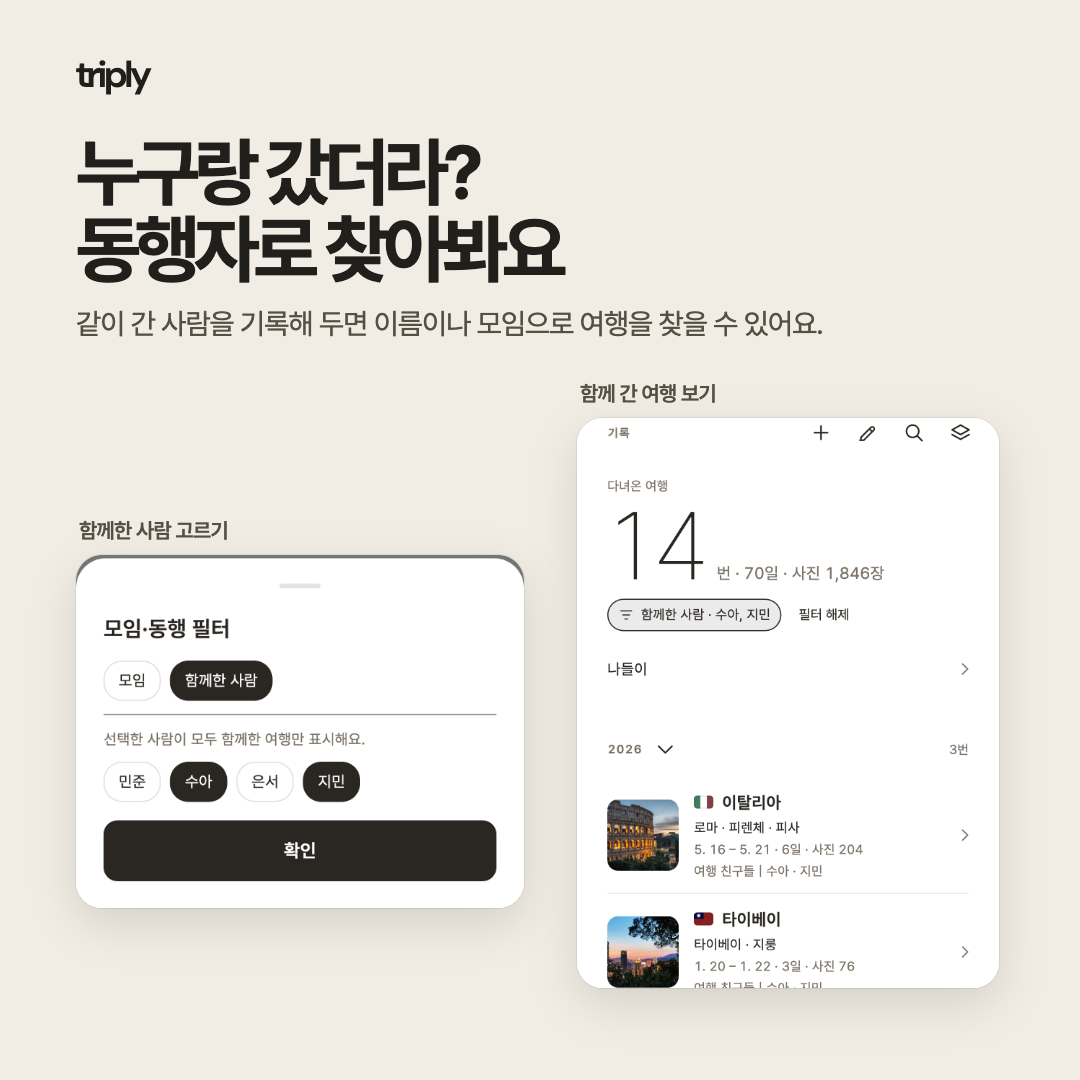 triply
누구랑 갔더라?
동행자로 찾아봐요
같이 간 사람을 기록해 두면 이름이나 모임으로 여행을 찾을 수 있어요.
함께한 사람 고르기
모임·동행 필터
모임 함께한 사람
선택한 사람이 모두 함께한 여행만 표시해요.
민준 수아 은서 지민
확인
함께 간 여행 보기
기록
다녀온 여행
14 번 · 70일 · 사진 1,846장
함께한 사람 · 수아, 지민 필터 해제
나들이
2026 3번
이탈리아
로마 · 피렌체 · 피사
5. 16 – 5. 21 · 6일 · 사진 204
여행 친구들 | 수아 · 지민
타이베이
타이베이 · 지룽
1. 20 – 1. 22 · 3일 · 사진 76
여행 친구들 | 수아 · 지민